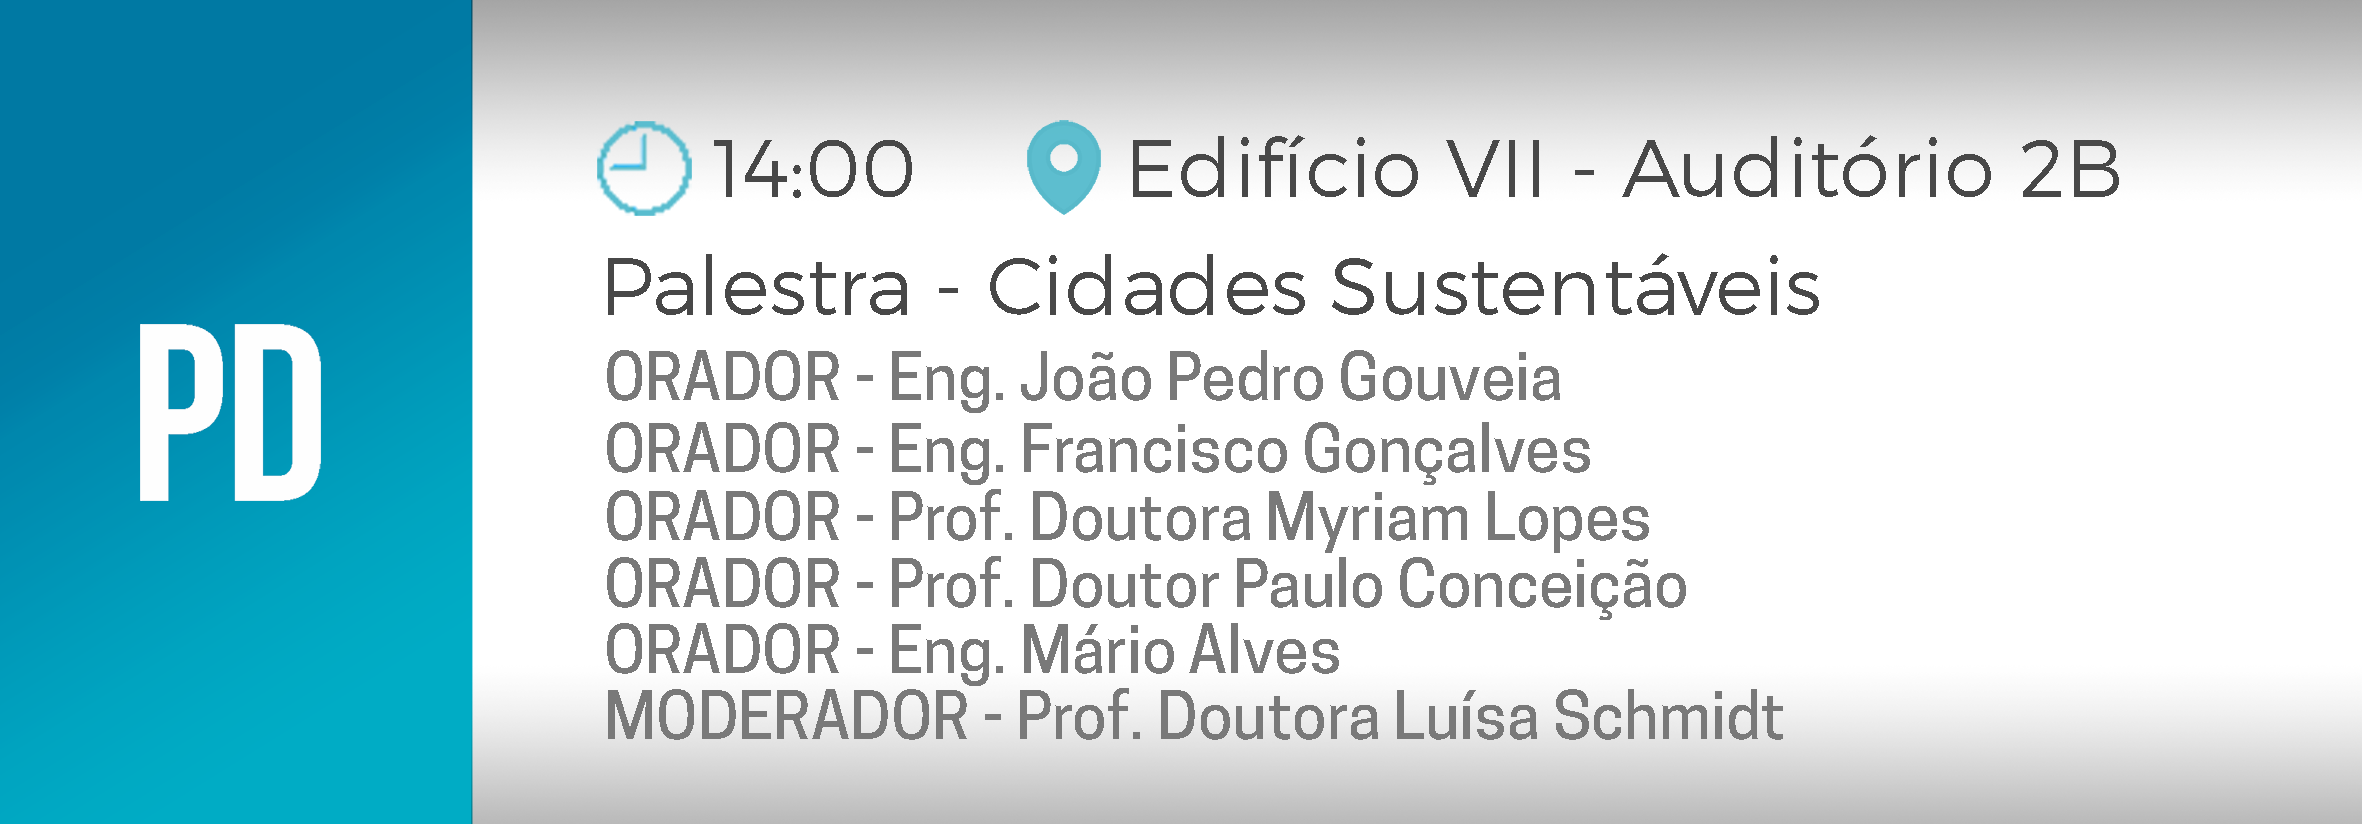 PD
14:00 Edifício VII - Auditório 2B
Palestra - Cidades Sustentáveis
ORADOR - Eng. João Pedro Gouveia
ORADOR - Eng. Francisco Gonçalves
ORADOR - Prof. Doutora Myriam Lopes
ORADOR - Prof. Doutor Paulo Conceição
ORADOR - Eng. Mário Alves
MODERADOR - Prof. Doutora Luísa Schmidt